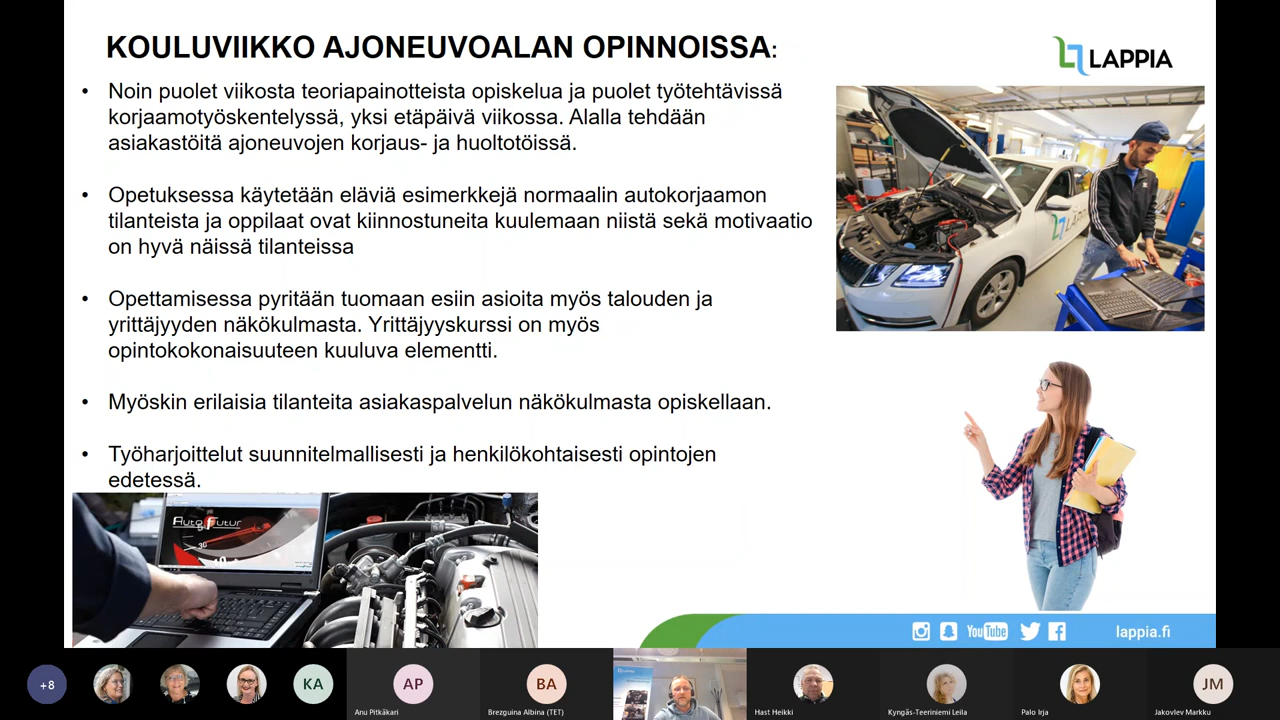 KOULUVIIKKO AJONEUVOALAN OPINNOISSA:
LAPPIA
• Noin puolet viikosta teoriapainotteista opiskelua ja puolet työtehtävissä
korjaamotyöskentelyssä, yksi etäpäivä viikossa. Alalla tehdään
asiakastöitä ajoneuvojen korjaus- ja huoltotöissä.
• Opetuksessa käytetään eläviä esimerkkejä normaalin autokorjaamon
tilanteista ja oppilaat ovat kiinnostuneita kuulemaan niistä sekä motivaatio
on hyvä näissä tilanteissa
• Opettamisessa pyritään tuomaan esiin asioita myös talouden ja
yrittäjyyden näkökulmasta. Yrittäjyyskurssi on myös
opintokokonaisuuteen kuuluva elementti.
• Myöskin erilaisia tilanteita asiakaspalvelun näkökulmasta opiskellaan.
• Työharjoittelut suunnitelmallisesti ja henkilökohtaisesti opintojen
edetessä.
Auto Futur
YouTube
lappia.fi
+8
KA
AP
BA
JM
Anu Pitkäkari
Brezguina Albina (TET)
Hast Heikki
Kyngäs-Teeriniemi Leila
Palo Irja
Jakovlev Markku